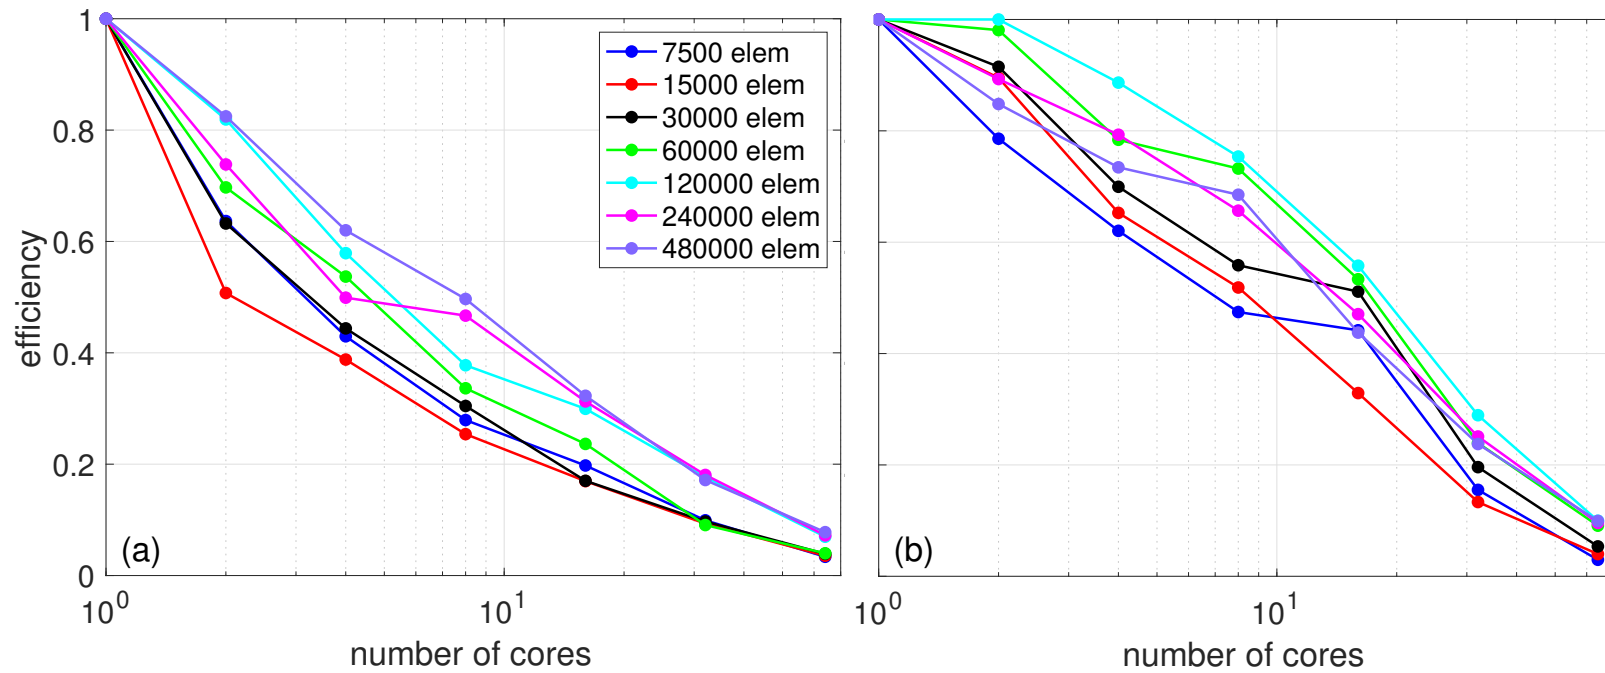 1
0.8
0.6
0.4
0.2
0
efficiency
7500 elem
15000 elem
30000 elem
60000 elem
120000 elem
240000 elem
480000 elem
(a)
10^0
10^1
number of cores
(b)
10^0
10^1
number of cores